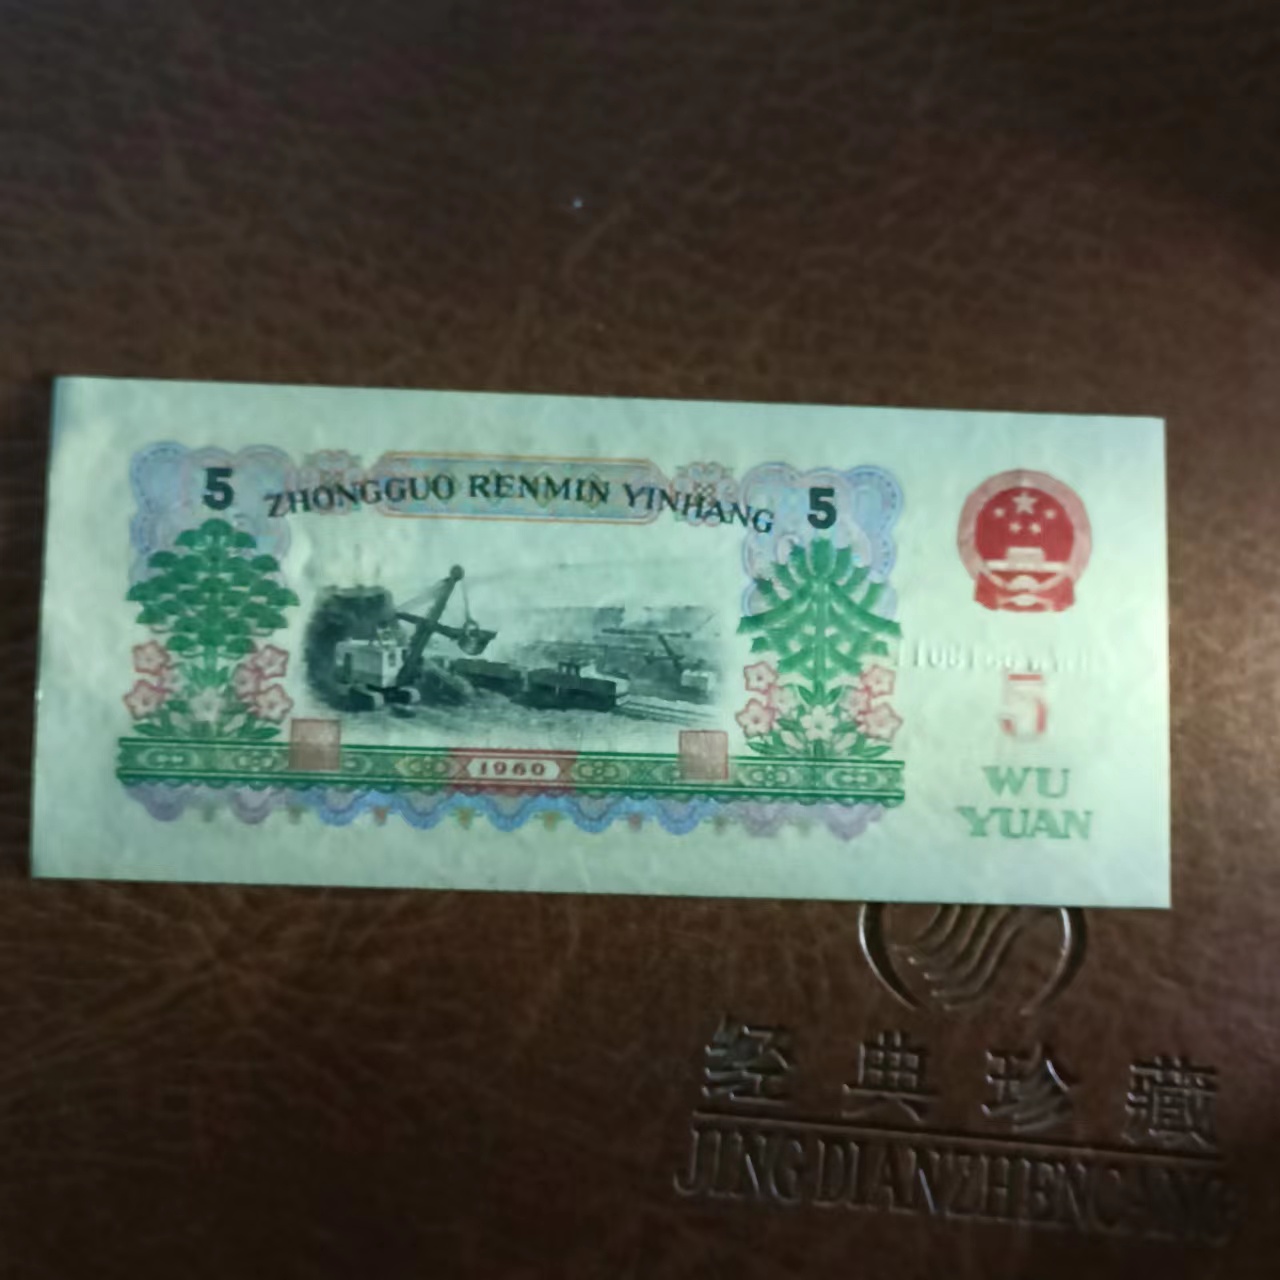 5 ZHONGGUO RENMIN YINHANG 5
1960
5
WU
YUAN
经典珍藏
JINGDIANZHENCANG